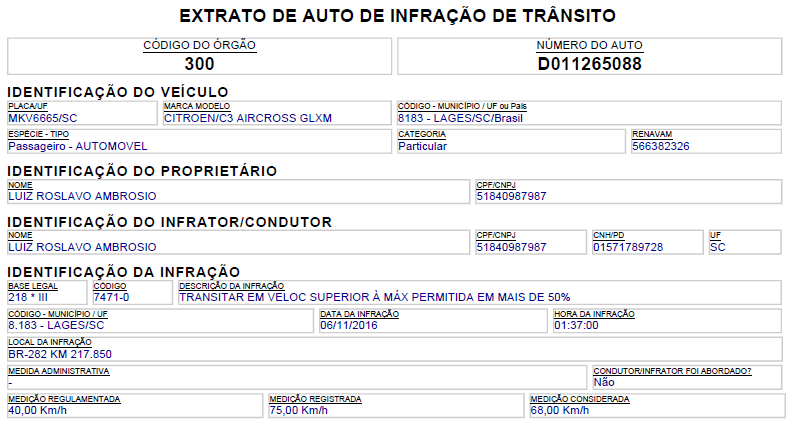 EXTRATO DE AUTO DE INFRAÇÃO DE TRÂNSITO
CÓDIGO DO ÓRGÃO NÚMERO DO AUTO
300 D011265088
IDENTIFICAÇÃO DO VEÍCULO
PLACA/UF MARCA MODELO CÓDIGO - MUNICÍPIO / UF ou País
MKV6665/SC CITROEN/C3 AIRCROSS GLXM 8183 - LAGES/SC/Brasil
ESPÉCIE - TIPO CATEGORIA RENAVAM
Passageiro - AUTOMOVEL Particular 566382326
IDENTIFICAÇÃO DO PROPRIETÁRIO
NOME CPF/CNPJ
LUIZ ROSLAVO AMBROSIO 51840987987
IDENTIFICAÇÃO DO INFRATOR/CONDUTOR
NOME CPF/CNPJ CNH/PD UF
LUIZ ROSLAVO AMBROSIO 51840987987 01571789728 SC
IDENTIFICAÇÃO DA INFRAÇÃO
BASE LEGAL CÓDIGO DESCRIÇÃO DA INFRAÇÃO
218 * III 7471-0 TRANSITAR EM VELOC SUPERIOR À MÁX PERMITIDA EM MAIS DE 50%
CÓDIGO - MUNICÍPIO / UF DATA DA INFRAÇÃO HORA DA INFRAÇÃO
8.183 - LAGES/SC 06/11/2016 01:37:00
LOCAL DA INFRAÇÃO
BR-282 KM 217.850
MEDIDA ADMINISTRATIVA CONDUTOR/INFRATOR FOI ABORDADO?
- Não
MEDIÇÃO REGULAMENTADA MEDIÇÃO REGISTRADA MEDIÇÃO CONSIDERADA
40,00 Km/h 75,00 Km/h 68,00 Km/h